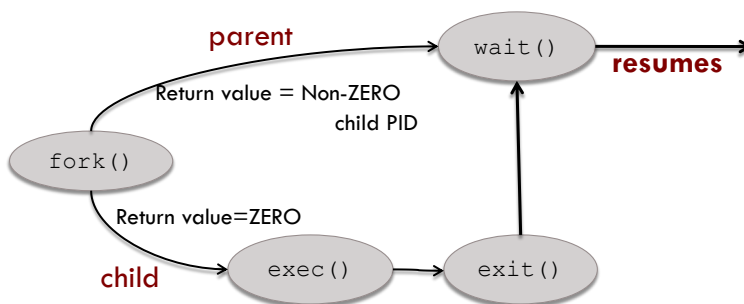 parent
wait()
resumes
Return value = Non-ZERO
child PID
fork()
Return value=ZERO
child
exec()
exit()